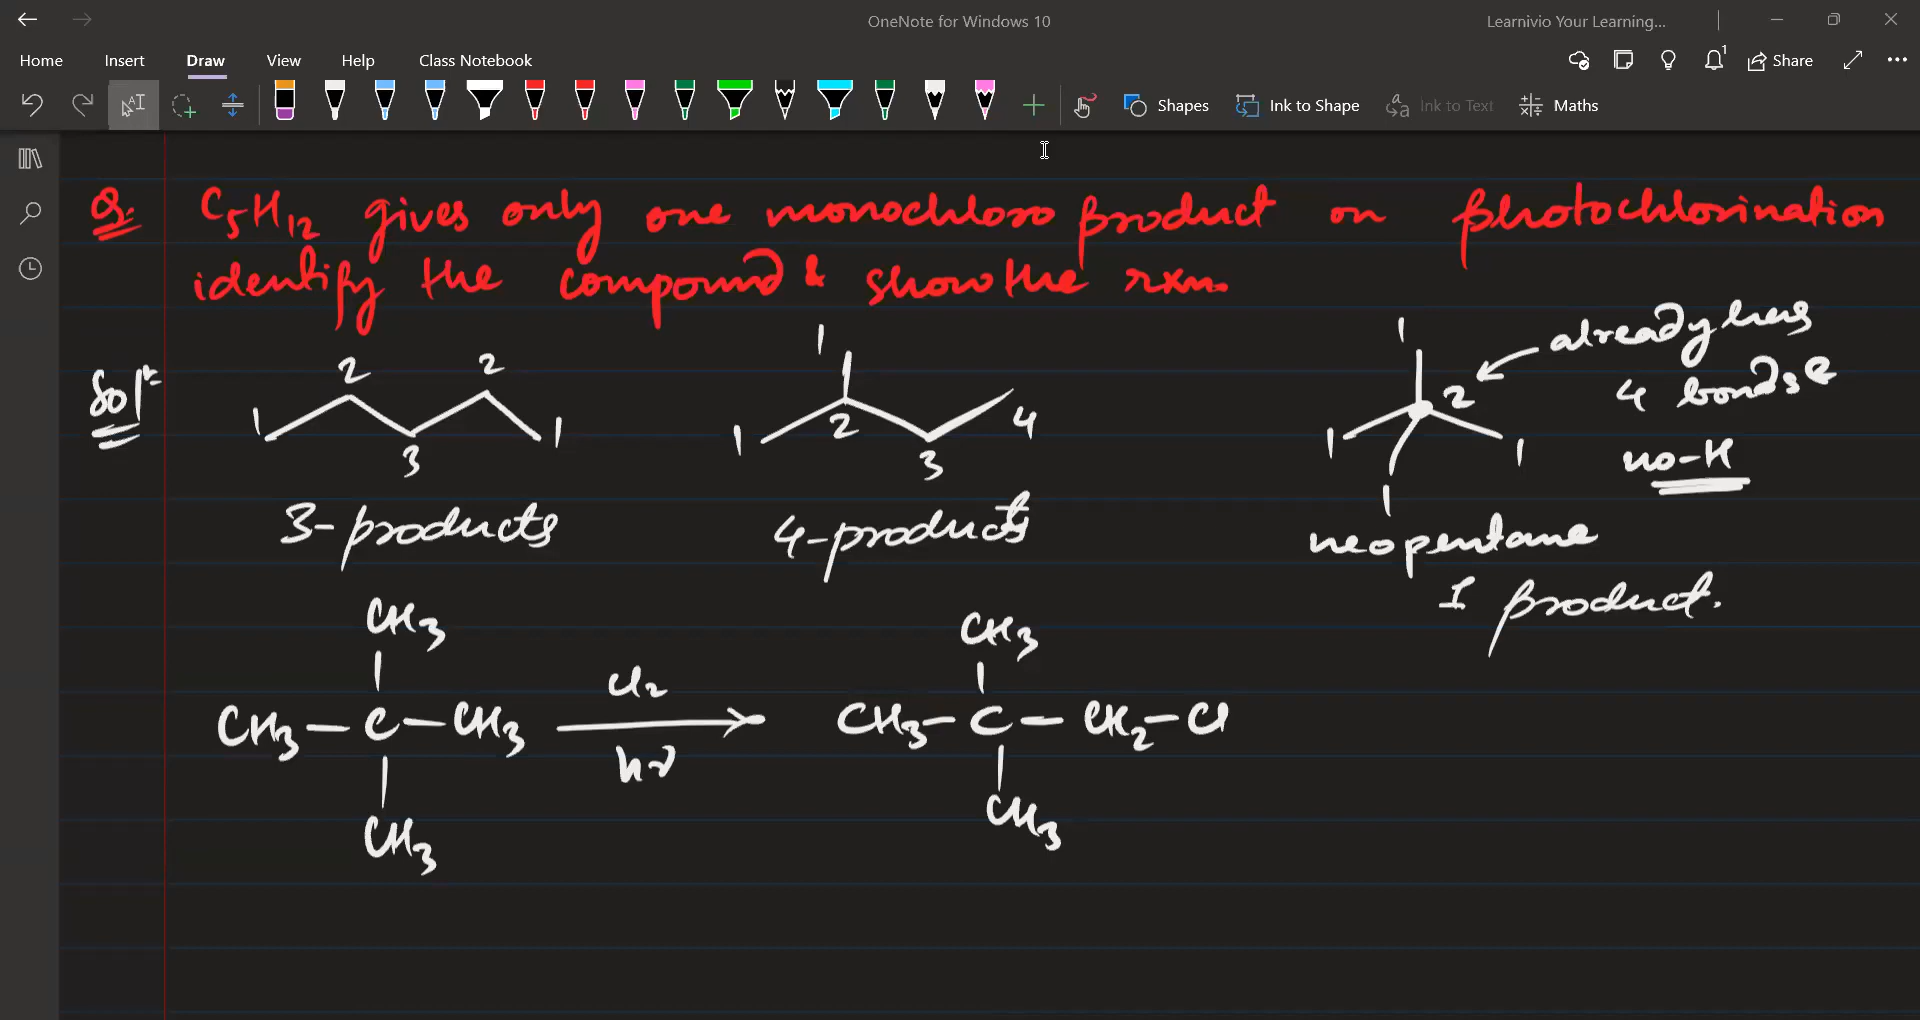 OneNote for Windows 10
Learnivio Your Learning...
Home Insert Draw View Help Class Notebook
1
Share
Shapes Ink to Shape Ink to Text Maths
Q. C5H12 gives only one monochloro product on photochlorination
identify the compound & show the rxn.
Sol
1 2 3 2 1
1 1 2 3 4
1 1 2 1 1
already has
4 bonds &
no-H
3-products
4-products
neopentane
1 product.
CH3
CH3-C-CH3
CH3
Cl2
hν
CH3
CH3-C-CH2-Cl
CH3